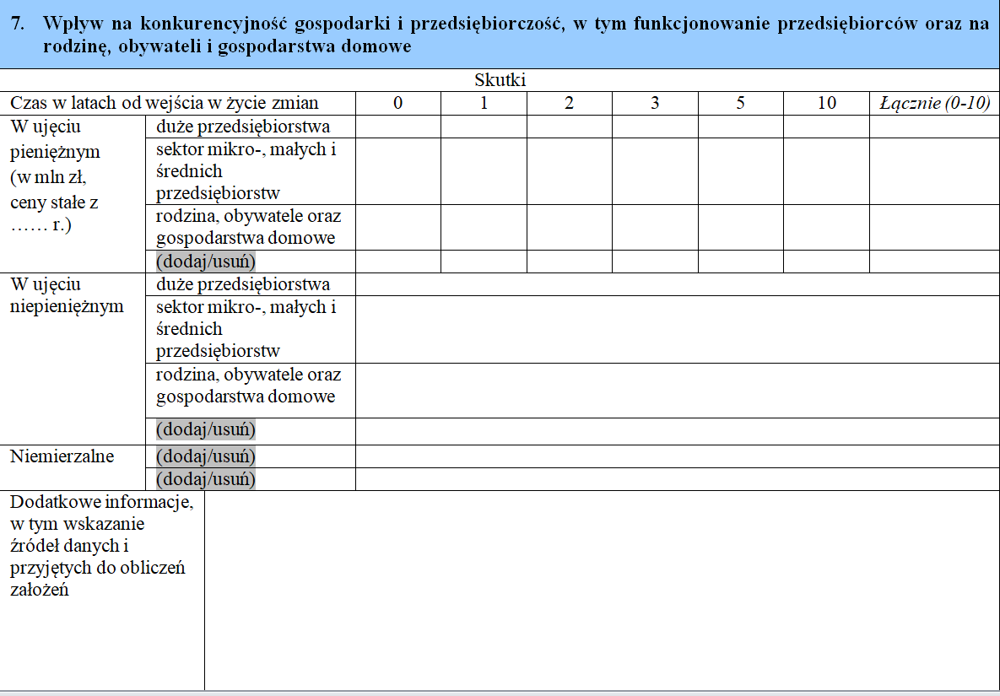 7. Wpływ na konkurencyjność gospodarki i przedsiębiorczość, w tym funkcjonowanie przedsiębiorców oraz na
rodzinę, obywateli i gospodarstwa domowe
Skutki
Czas w latach od wejścia w życie zmian 0 1 2 3 5 10 Łącznie (0-10)
W ujęciu
pieniężnym
(w mln zł,
ceny stałe z
…… r.)
duże przedsiębiorstwa
sektor mikro-, małych i
średnich
przedsiębiorstw
rodzina, obywatele oraz
gospodarstwa domowe
(dodaj/usuń)
W ujęciu
niepieniężnym
duże przedsiębiorstwa
sektor mikro-, małych i
średnich
przedsiębiorstw
rodzina, obywatele oraz
gospodarstwa domowe
(dodaj/usuń)
Niemierzalne
(dodaj/usuń)
(dodaj/usuń)
Dodatkowe informacje,
w tym wskazanie
źródeł danych i
przyjętych do obliczeń
założeń